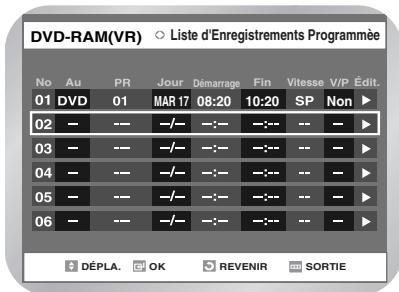 DVD-RAM(VR) Liste d'Enregistrements Programmèe
No Au PR Jour Démarrage Fin Vitesse V/P Édit.
01 DVD 01 MAR 17 08:20 10:20 SP Non ►
02 – -- –/– –:– –:– -- – ►
03 – -- –/– –:– –:– -- – ►
04 – -- –/– –:– –:– -- – ►
05 – -- –/– –:– –:– -- – ►
06 – -- –/– –:– –:– -- – ►
DÉPLA. OK REVENIR SORTIE